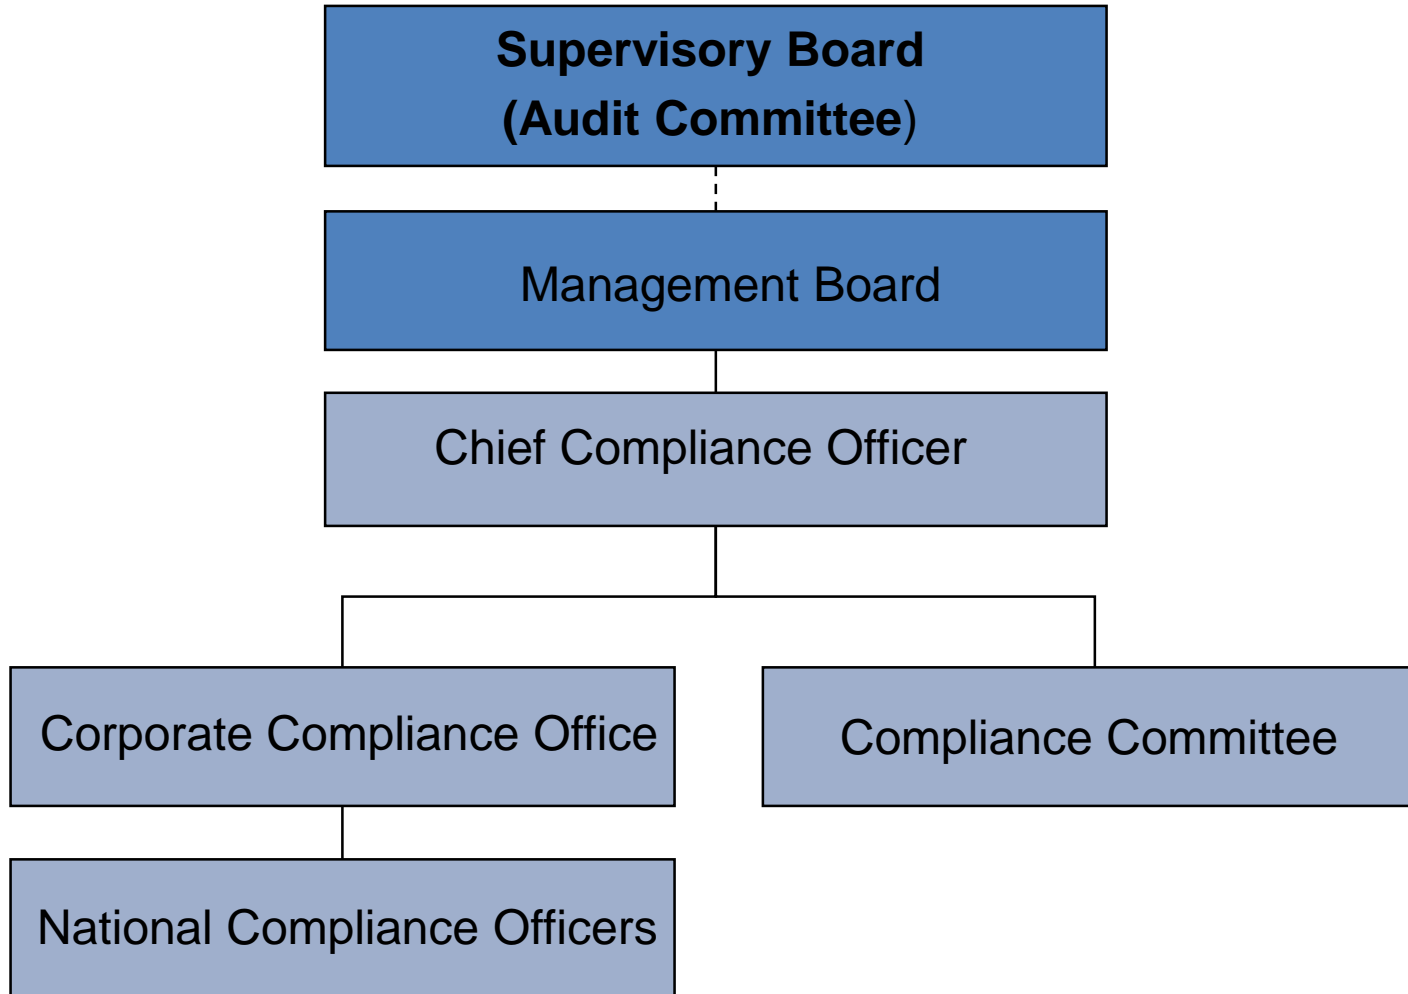 Supervisory Board
(Audit Committee)
Management Board
Chief Compliance Officer
Corporate Compliance Office
Compliance Committee
National Compliance Officers